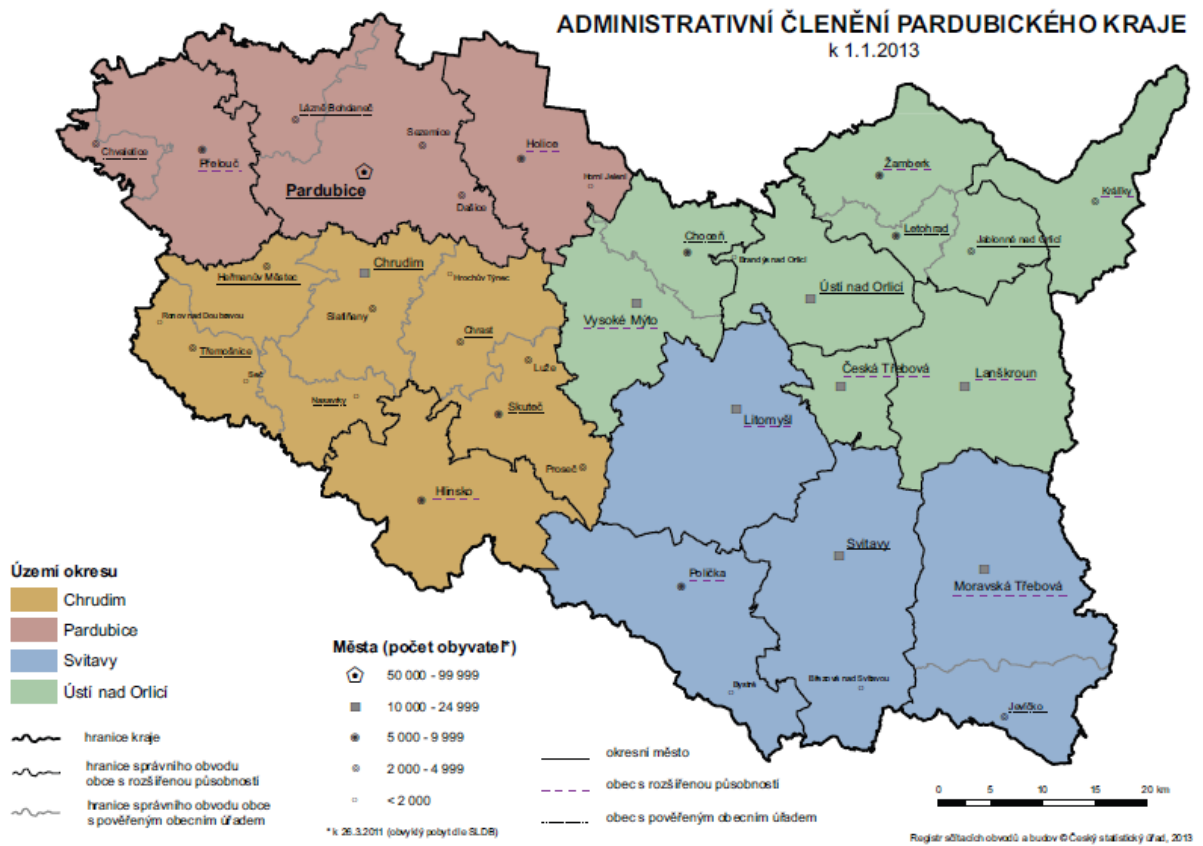 ADMINISTRATIVNÍ ČLENĚNÍ PARDUBICKÉHO KRAJE
k 1.1.2013
Lázně Bohdaneč
Sezemice
Holice
Chvaletice
Přelouč
Pardubice
Horní Jelení
Dašice
Žamberk
Králíky
Letohrad
Jablonné nad Orlicí
Choceň
Brandýs nad Orlicí
Ústí nad Orlicí
Vysoké Mýto
Česká Třebová
Lanškroun
Heřmanův Městec
Chrudim
Hrochův Týnec
Ronov nad Doubravou
Slatiňany
Chrast
Třemošnice
Luže
Seč
Nasavrky
Skuteč
Proseč
Hlinsko
Litomyšl
Svitavy
Polička
Moravská Třebová
Bystré
Březová nad Svitavou
Jevíčko
Území okresu
Chrudim
Pardubice
Svitavy
Ústí nad Orlicí
hranice kraje
hranice správního obvodu
obce s rozšířenou působností
hranice správního obvodu obce
s pověřeným obecním úřadem
Města (počet obyvatel*)
50 000 - 99 999
10 000 - 24 999
5 000 - 9 999
2 000 - 4 999
< 2 000
* k 26.3.2011 (obvyklý pobyt dle SLDB)
okresní město
obec s rozšířenou působností
obec s pověřeným obecním úřadem
0 5 10 15 20 km
Registr sčítacích obvodů a budov © Český statistický úřad, 2013